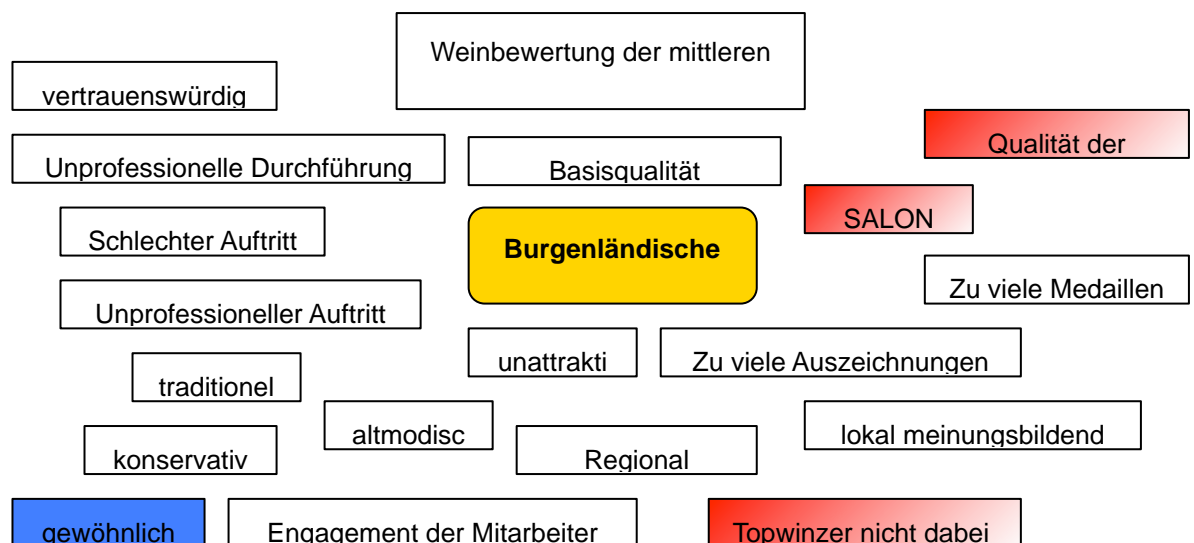 Weinbewertung der mittleren
vertrauenswürdig
Qualität der
Unprofessionelle Durchführung
Basisqualität
SALON
Schlechter Auftritt
Burgenländische
Zu viele Medaillen
Unprofessioneller Auftritt
unattrakti
Zu viele Auszeichnungen
traditionel
altmodisc
lokal meinungsbildend
konservativ
Regional
gewöhnlich
Engagement der Mitarbeiter
Topwinzer nicht dabei